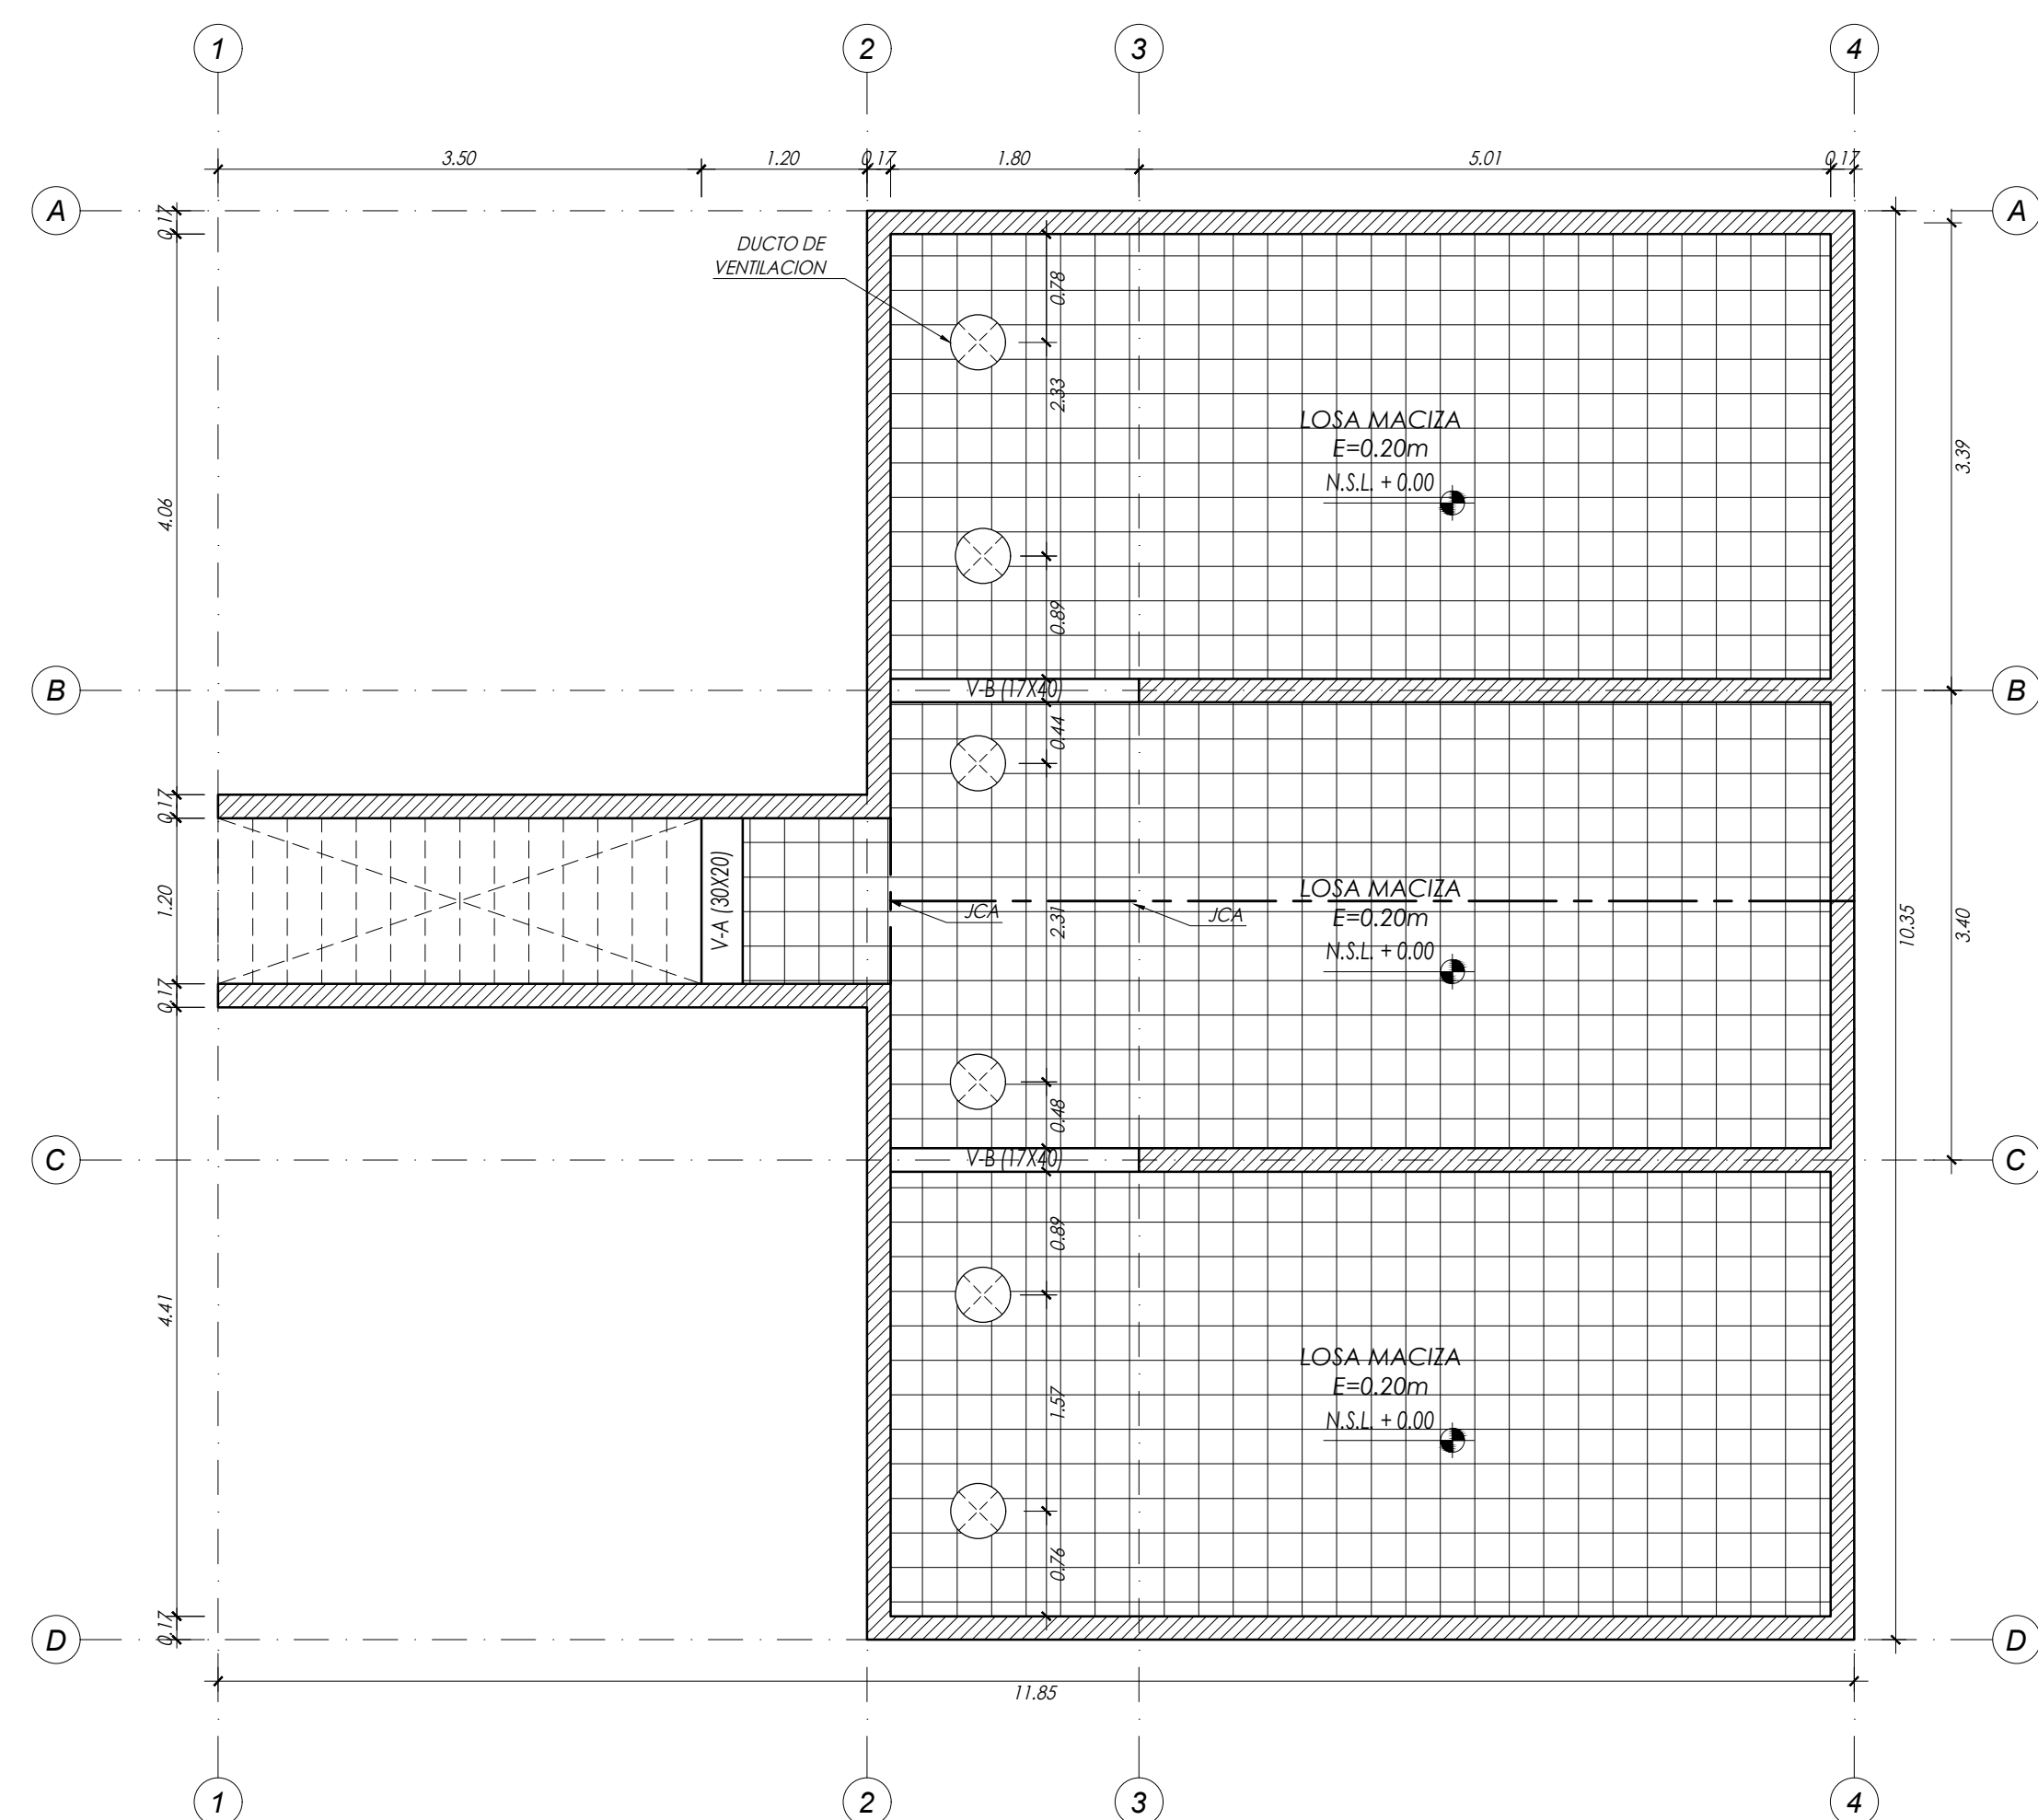 1
2
3
4
3.50
1.20
0.17
1.80
5.01
0.17
A
A
0.17
DUCTO DE
VENTILACION
0.78
2.33
LOSA MACIZA
E=0.20m
N.S.L. + 0.00
3.39
4.06
0.89
B
V-B (17X40)
B
0.44
0.17
1.20
V-A (30X20)
JCA
2.31
JCA
LOSA MACIZA
E=0.20m
N.S.L. + 0.00
10.35
3.40
0.17
0.48
C
V-B (17X40)
C
0.89
4.41
1.57
LOSA MACIZA
E=0.20m
N.S.L. + 0.00
0.76
0.17
D
D
11.85
1
2
3
4